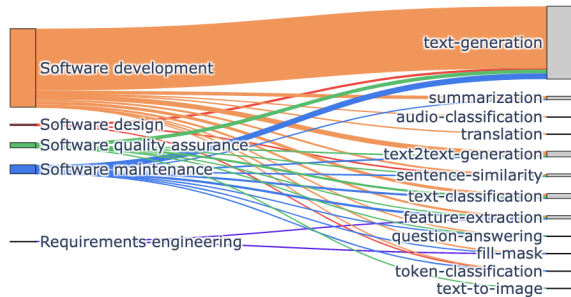 Software development
Software design
Software quality assurance
Software maintenance
Requirements engineering
text-generation
summarization
audio-classification
translation
text2text-generation
sentence-similarity
text-classification
feature-extraction
question-answering
fill-mask
token-classification
text-to-image